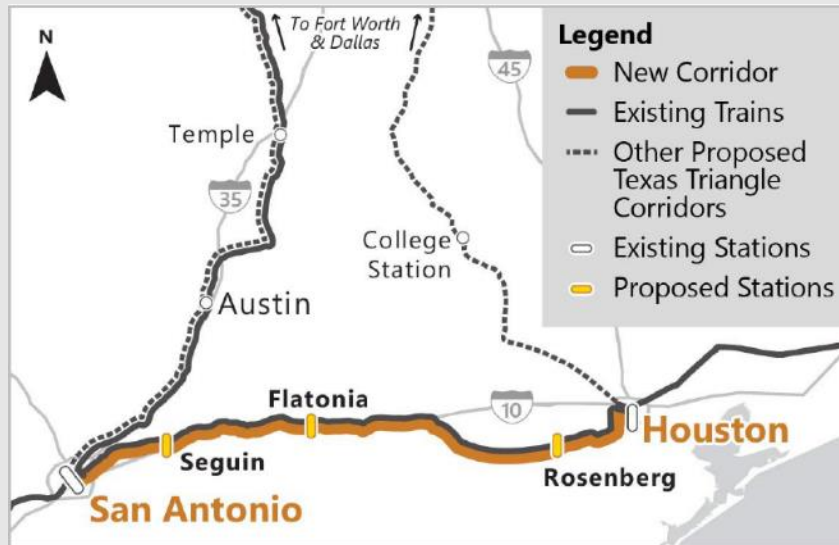 To Fort Worth
& Dallas
N
45
Temple
35
College
Station
Austin
Flatonia
10
Houston
Seguin
Rosenberg
San Antonio
Legend
New Corridor
Existing Trains
Other Proposed
Texas Triangle
Corridors
Existing Stations
Proposed Stations